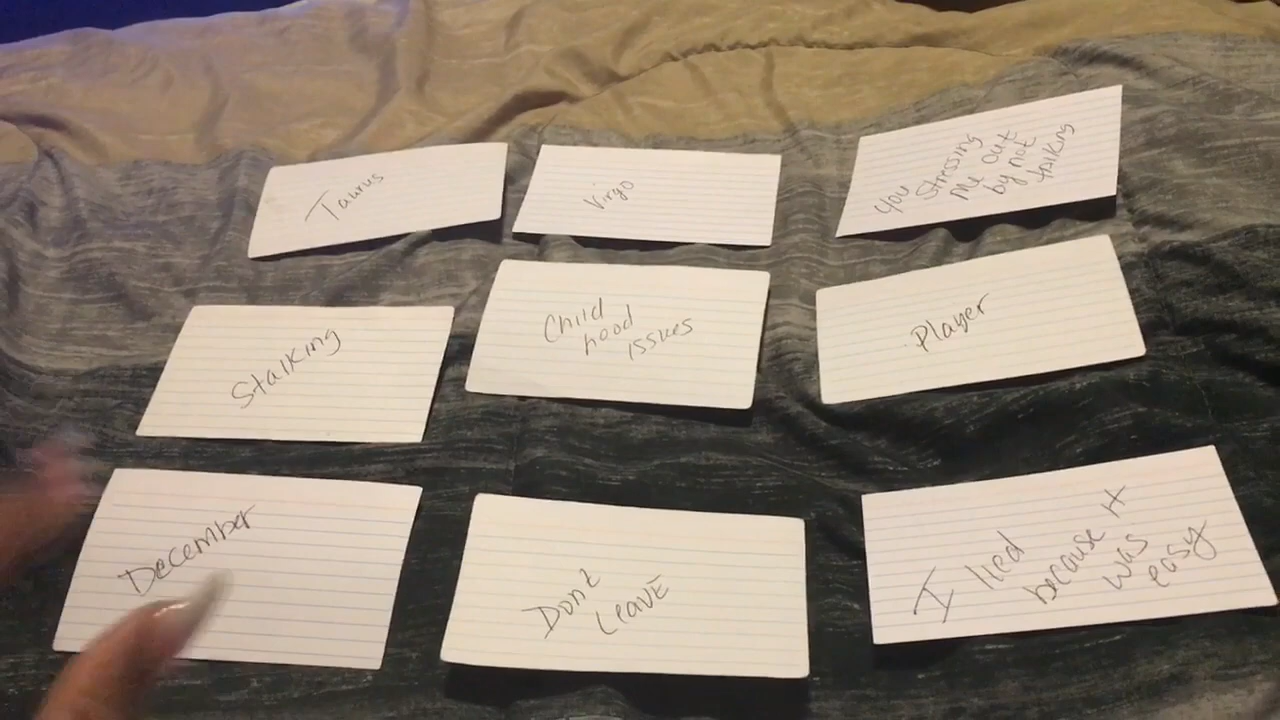 Taurus
Virgo
you
stressing
me out
by not
talking
Stalking
Child
hood
issues
Player
December
Dont
Leave
I lied
because it
was
easy